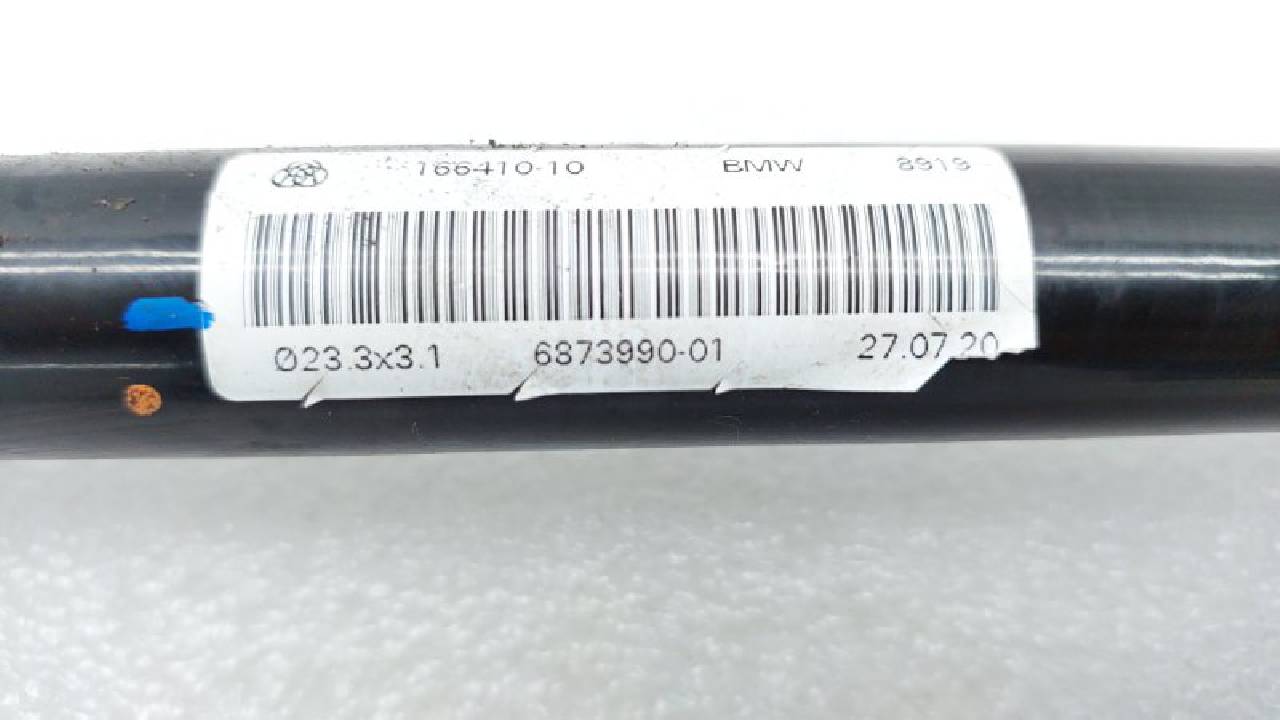 166410-10 BMW 8919
Ø23.3x3.1 6873990-01 27.07.20